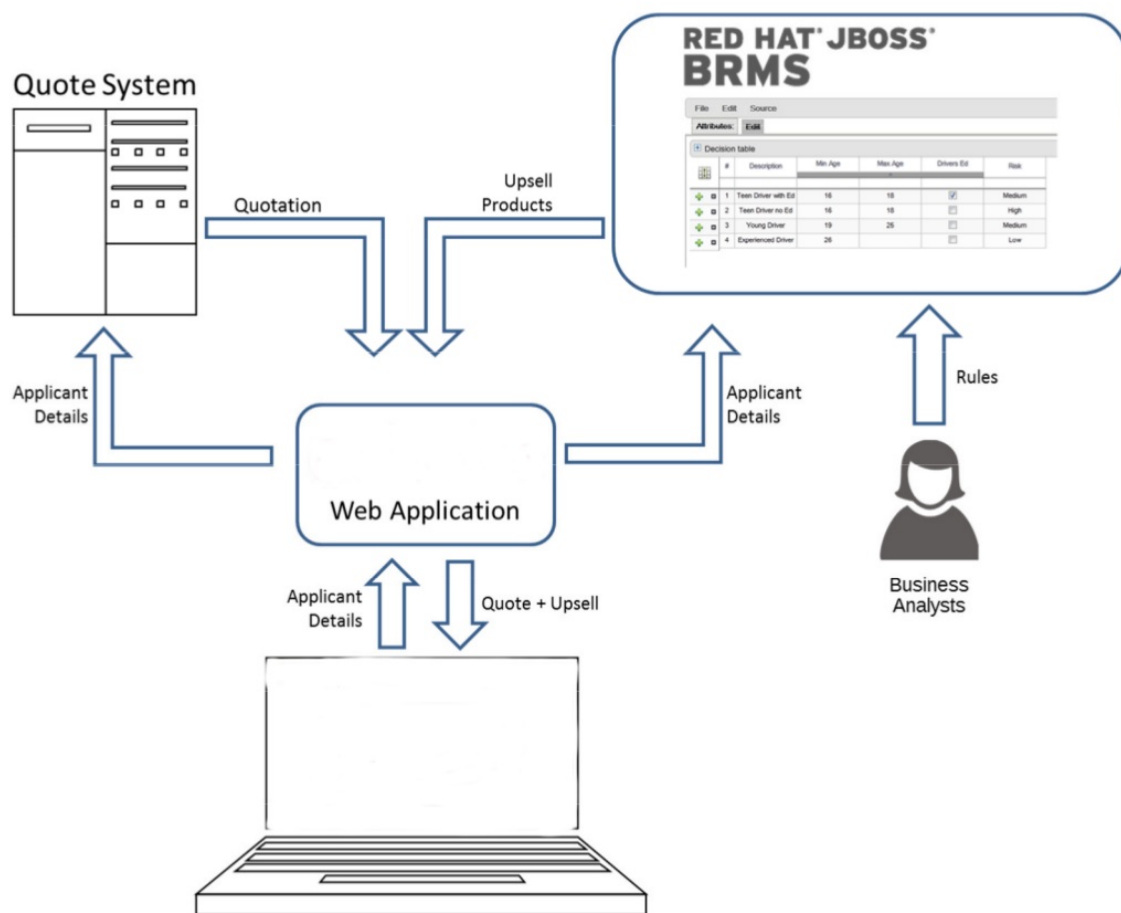 RED HAT® JBOSS®
BRMS
Quote System
File Edit Source
Attributes: Edit
Decision table
# Description Min Age Max Age Drivers Ed Risk
1 Teen Driver with Ed 16 18 Medium
2 Teen Driver no Ed 16 18 High
3 Young Driver 19 25 Medium
4 Experienced Driver 26 Low
Quotation
Upsell
Products
Applicant
Details
Applicant
Details
Rules
Web Application
Applicant
Details
Quote + Upsell
Business
Analysts